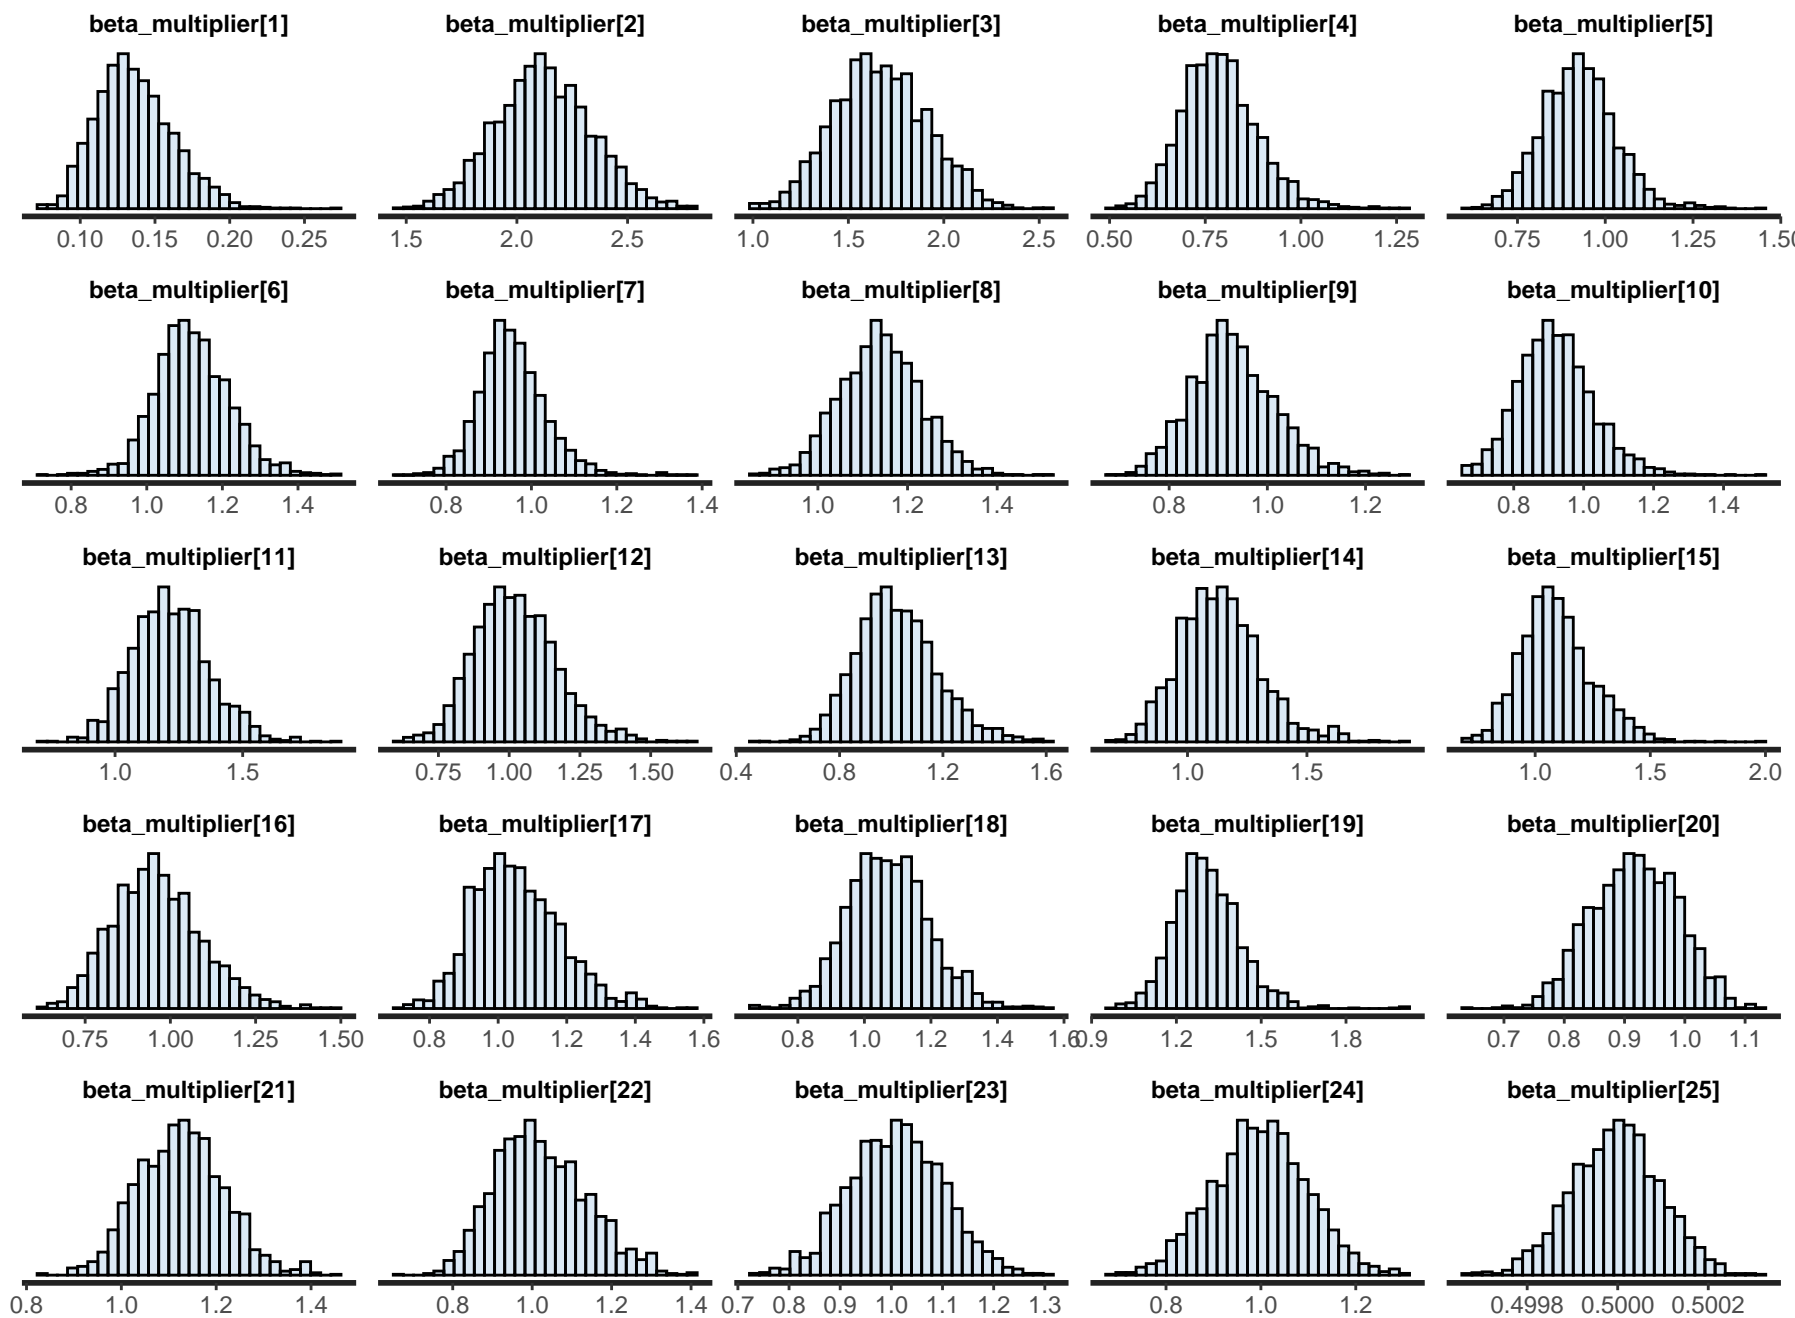 beta_multiplier[1] beta_multiplier[2] beta_multiplier[3] beta_multiplier[4] beta_multiplier[5]
0.10 0.15 0.20 0.25 1.5 2.0 2.5 1.0 1.5 2.0 2.5 0.50 0.75 1.00 1.25 0.75 1.00 1.25 1.50
beta_multiplier[6] beta_multiplier[7] beta_multiplier[8] beta_multiplier[9] beta_multiplier[10]
0.8 1.0 1.2 1.4 0.8 1.0 1.2 1.4 1.0 1.2 1.4 0.8 1.0 1.2 0.8 1.0 1.2 1.4
beta_multiplier[11] beta_multiplier[12] beta_multiplier[13] beta_multiplier[14] beta_multiplier[15]
1.0 1.5 0.75 1.00 1.25 1.50 0.4 0.8 1.2 1.6 1.0 1.5 1.0 1.5 2.0
beta_multiplier[16] beta_multiplier[17] beta_multiplier[18] beta_multiplier[19] beta_multiplier[20]
0.75 1.00 1.25 1.50 0.8 1.0 1.2 1.4 1.6 0.8 1.0 1.2 1.4 1.6 0.9 1.2 1.5 1.8 0.7 0.8 0.9 1.0 1.1
beta_multiplier[21] beta_multiplier[22] beta_multiplier[23] beta_multiplier[24] beta_multiplier[25]
0.8 1.0 1.2 1.4 0.8 1.0 1.2 1.4 0.7 0.8 0.9 1.0 1.1 1.2 1.3 0.8 1.0 1.2 0.4998 0.5000 0.5002